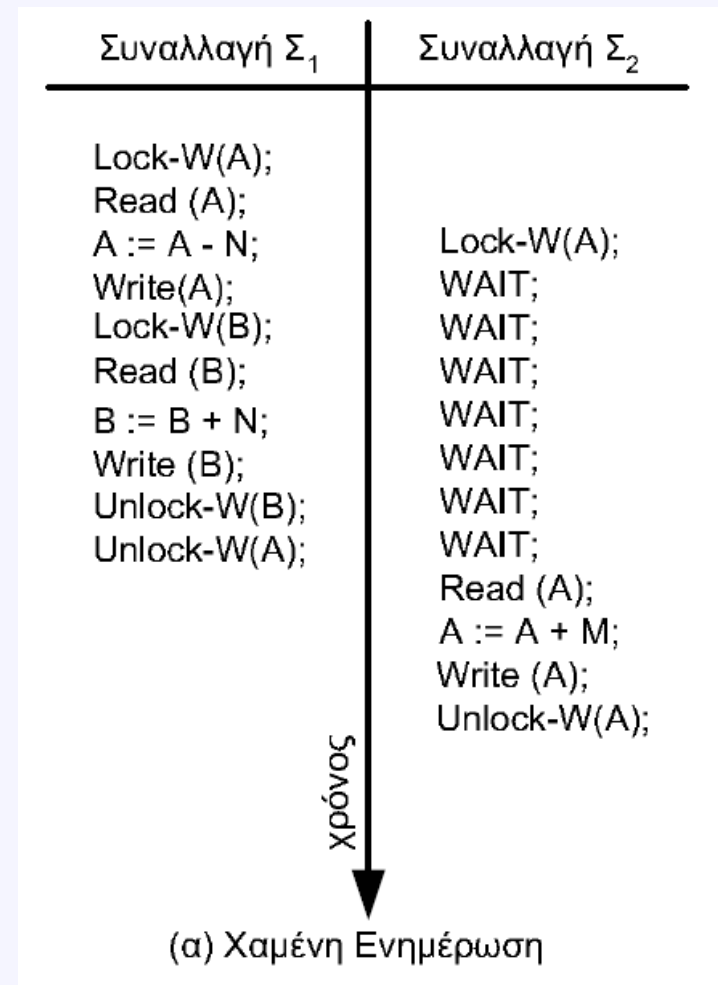 Συναλλαγή Σ₁
Συναλλαγή Σ₂
Lock-W(A);
Read (A);
A := A - N;
Write(A);
Lock-W(B);
Read (B);
B := B + N;
Write (B);
Unlock-W(B);
Unlock-W(A);
Lock-W(A);
WAIT;
WAIT;
WAIT;
WAIT;
WAIT;
WAIT;
WAIT;
Read (A);
A := A + M;
Write (A);
Unlock-W(A);
Χρόνος
(α) Χαμένη Ενημέρωση